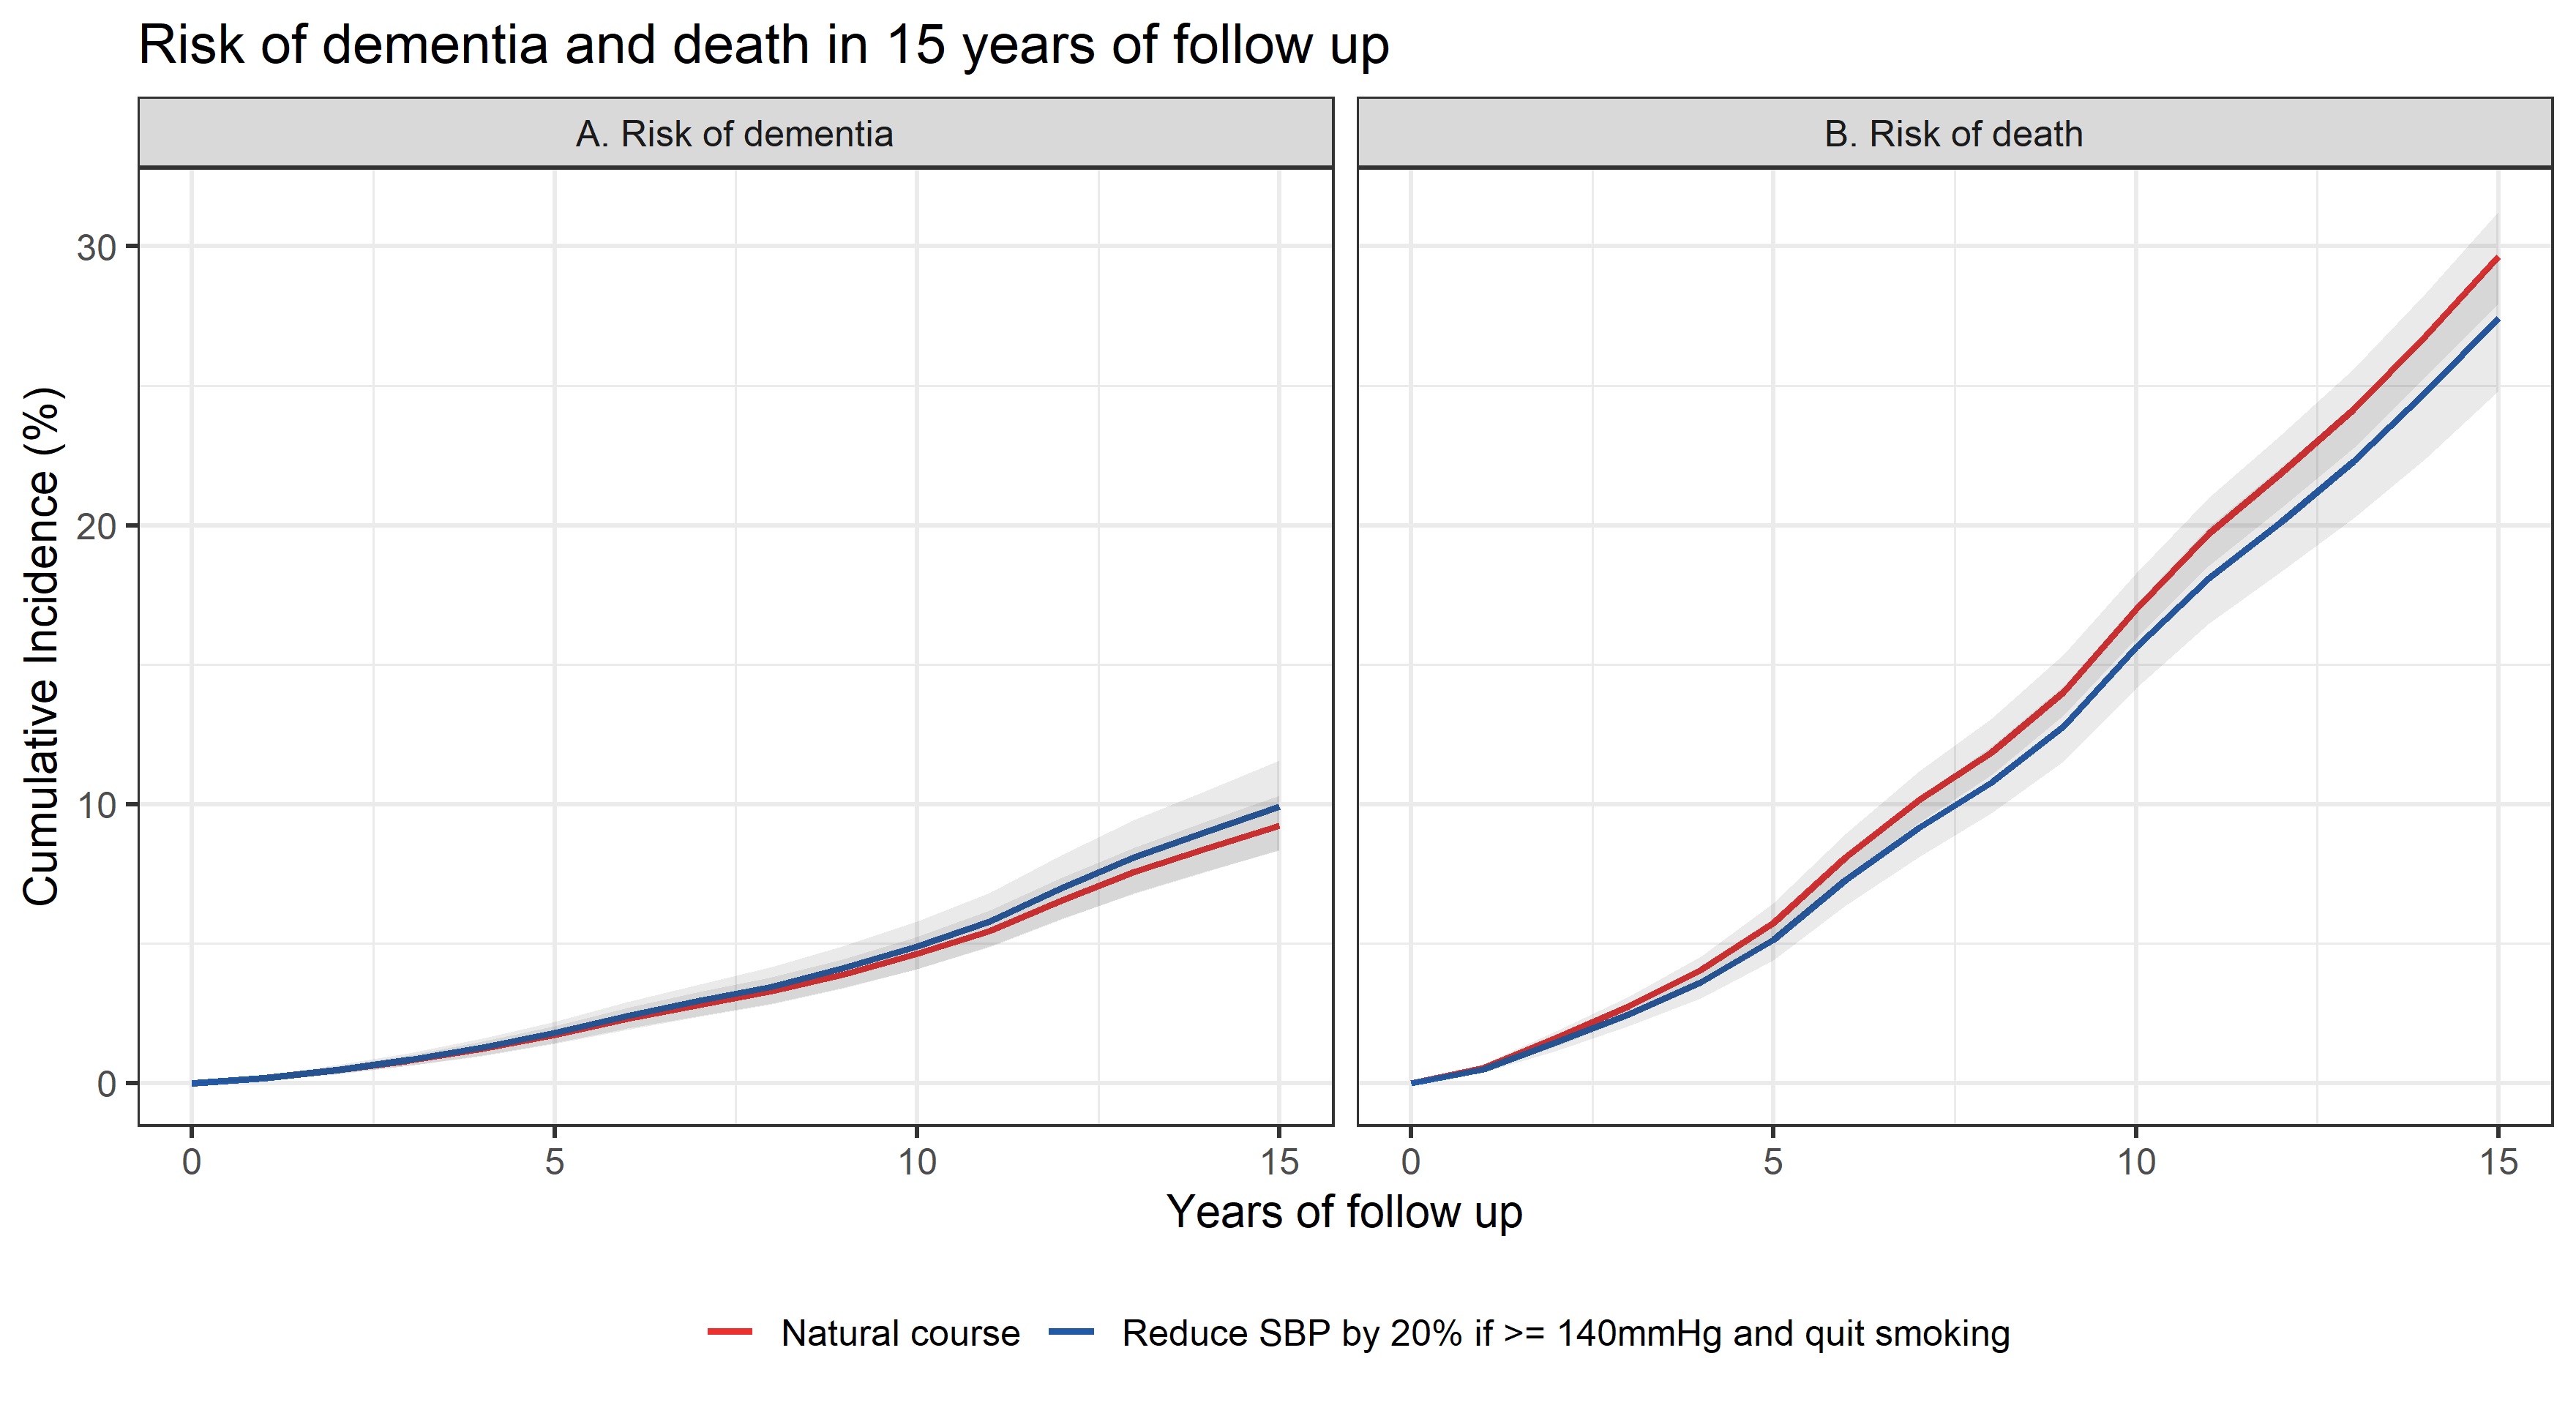 Risk of dementia and death in 15 years of follow up
A. Risk of dementia
B. Risk of death
Cumulative Incidence (%)
30
20
10
0
0
5
10
15
0
5
10
15
Years of follow up
Natural course
Reduce SBP by 20% if >= 140mmHg and quit smoking